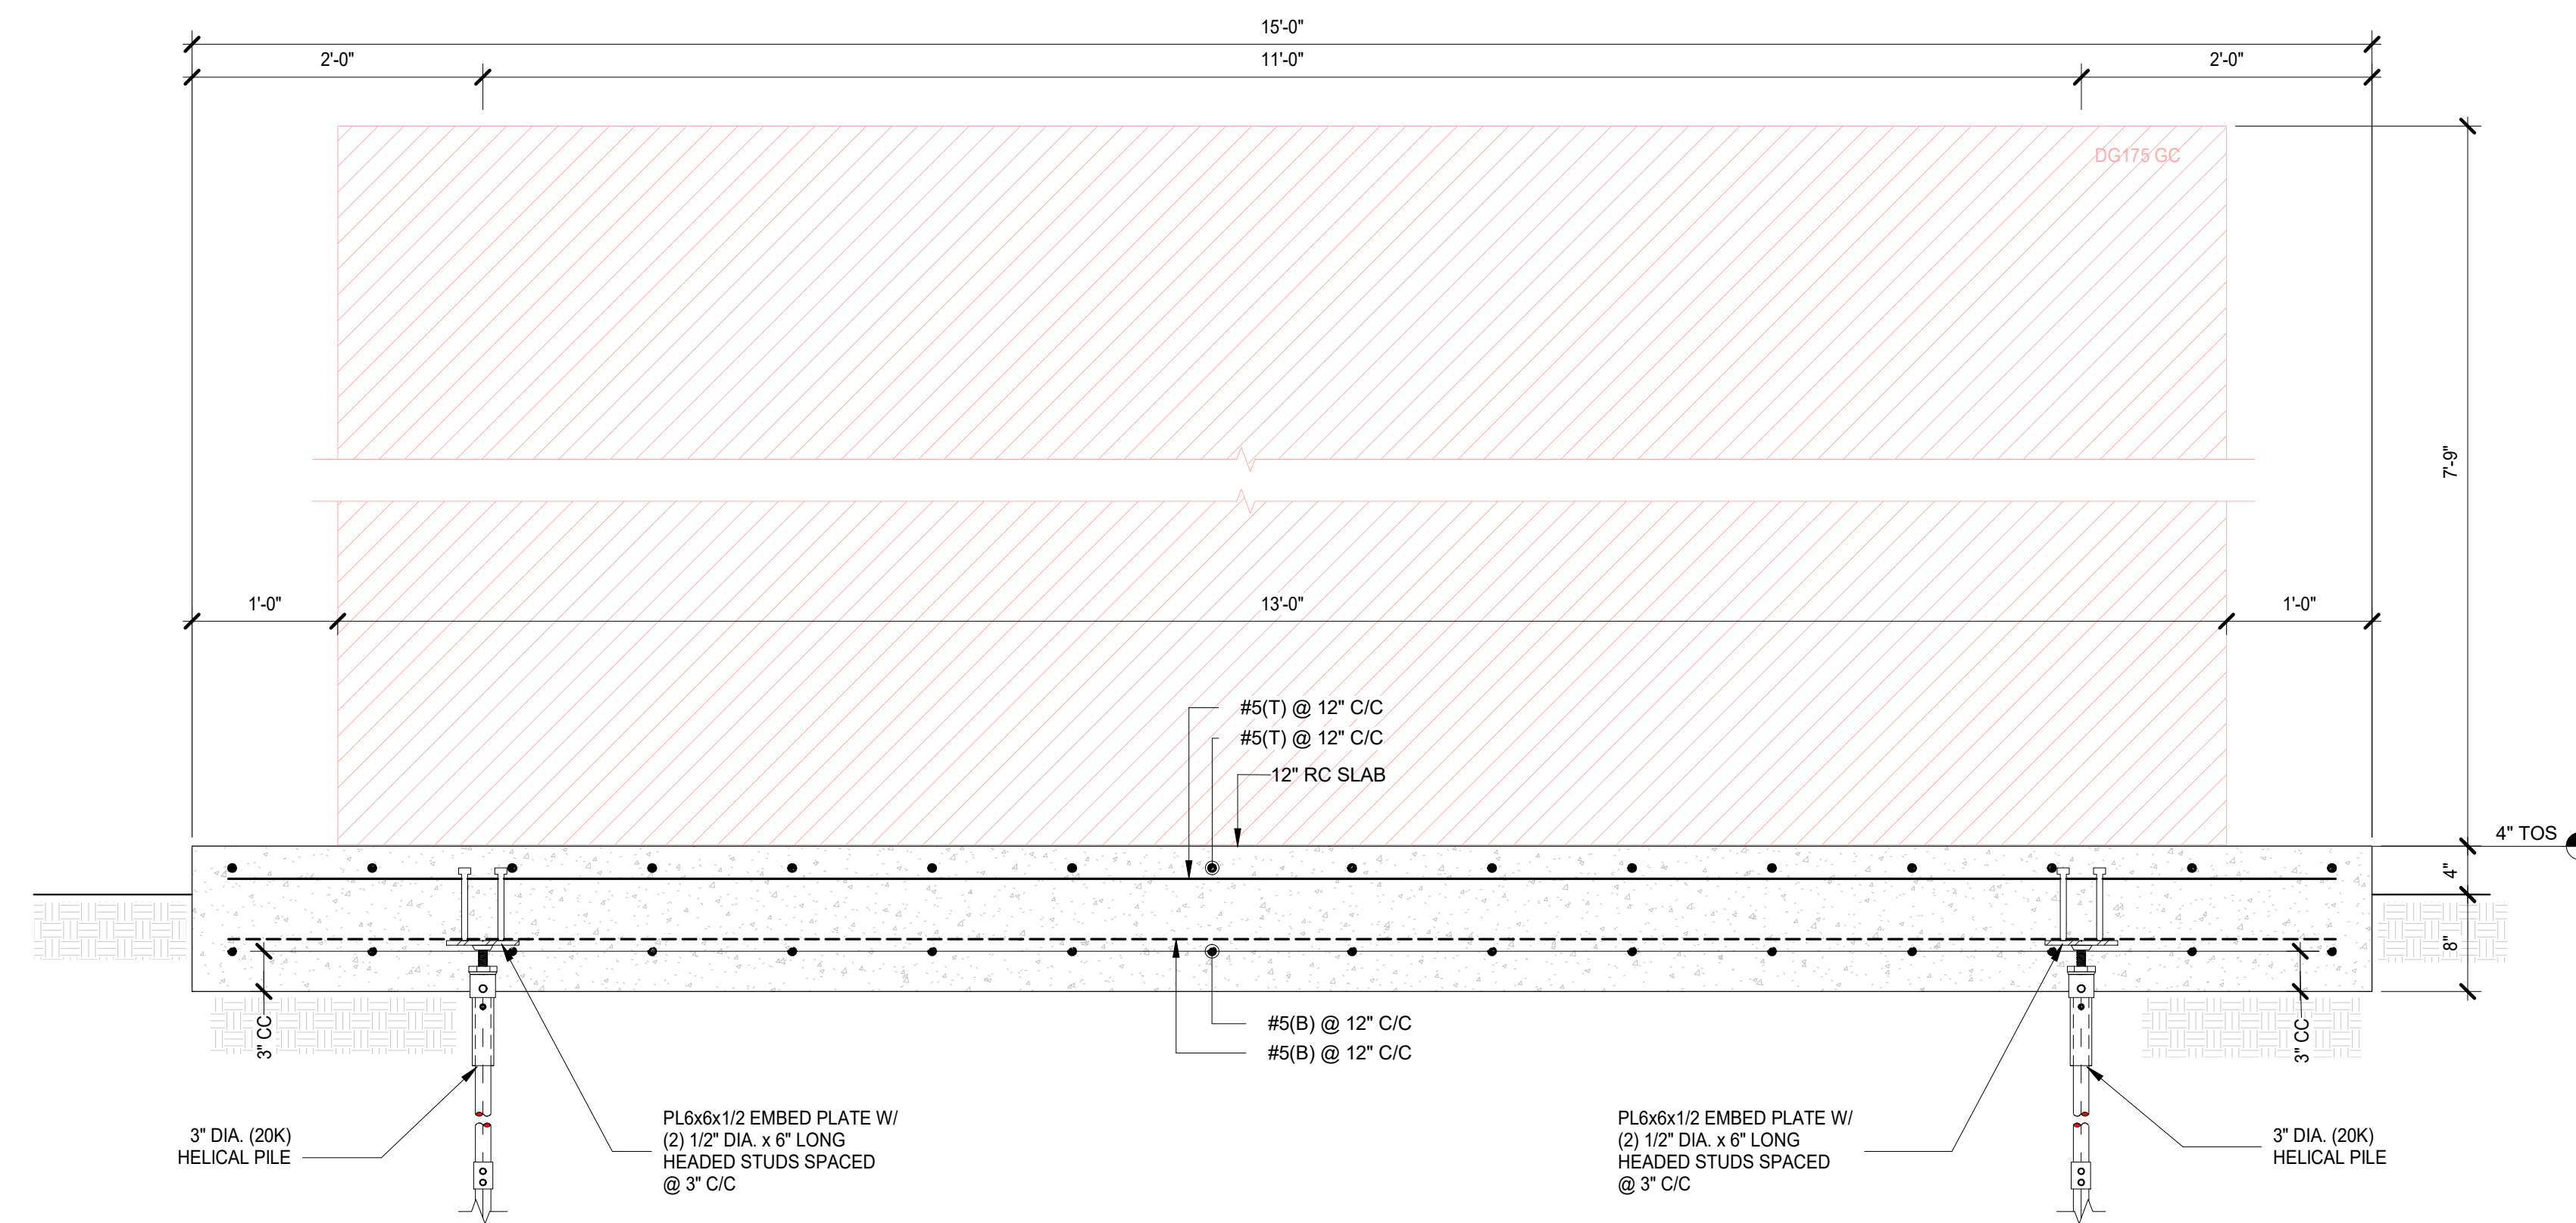 15'-0"
2'-0"
11'-0"
2'-0"
DG175 GC
7'-9"
1'-0"
13'-0"
1'-0"
#5(T) @ 12" C/C
#5(T) @ 12" C/C
12" RC SLAB
4" TOS
4"
8"
3" CC
3" CC
#5(B) @ 12" C/C
#5(B) @ 12" C/C
3" DIA. (20K)
HELICAL PILE
PL6x6x1/2 EMBED PLATE W/
(2) 1/2" DIA. x 6" LONG
HEADED STUDS SPACED
@ 3" C/C
PL6x6x1/2 EMBED PLATE W/
(2) 1/2" DIA. x 6" LONG
HEADED STUDS SPACED
@ 3" C/C
3" DIA. (20K)
HELICAL PILE